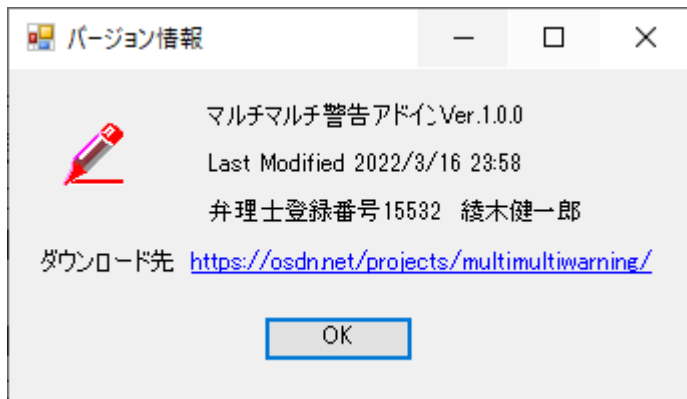 バージョン情報
マルチマルチ警告アドインVer.1.0.0
Last Modified 2022/3/16 23:58
弁理士登録番号15532 綾木健一郎
ダウンロード先 https://osdn.net/projects/multimultiwarning/
OK